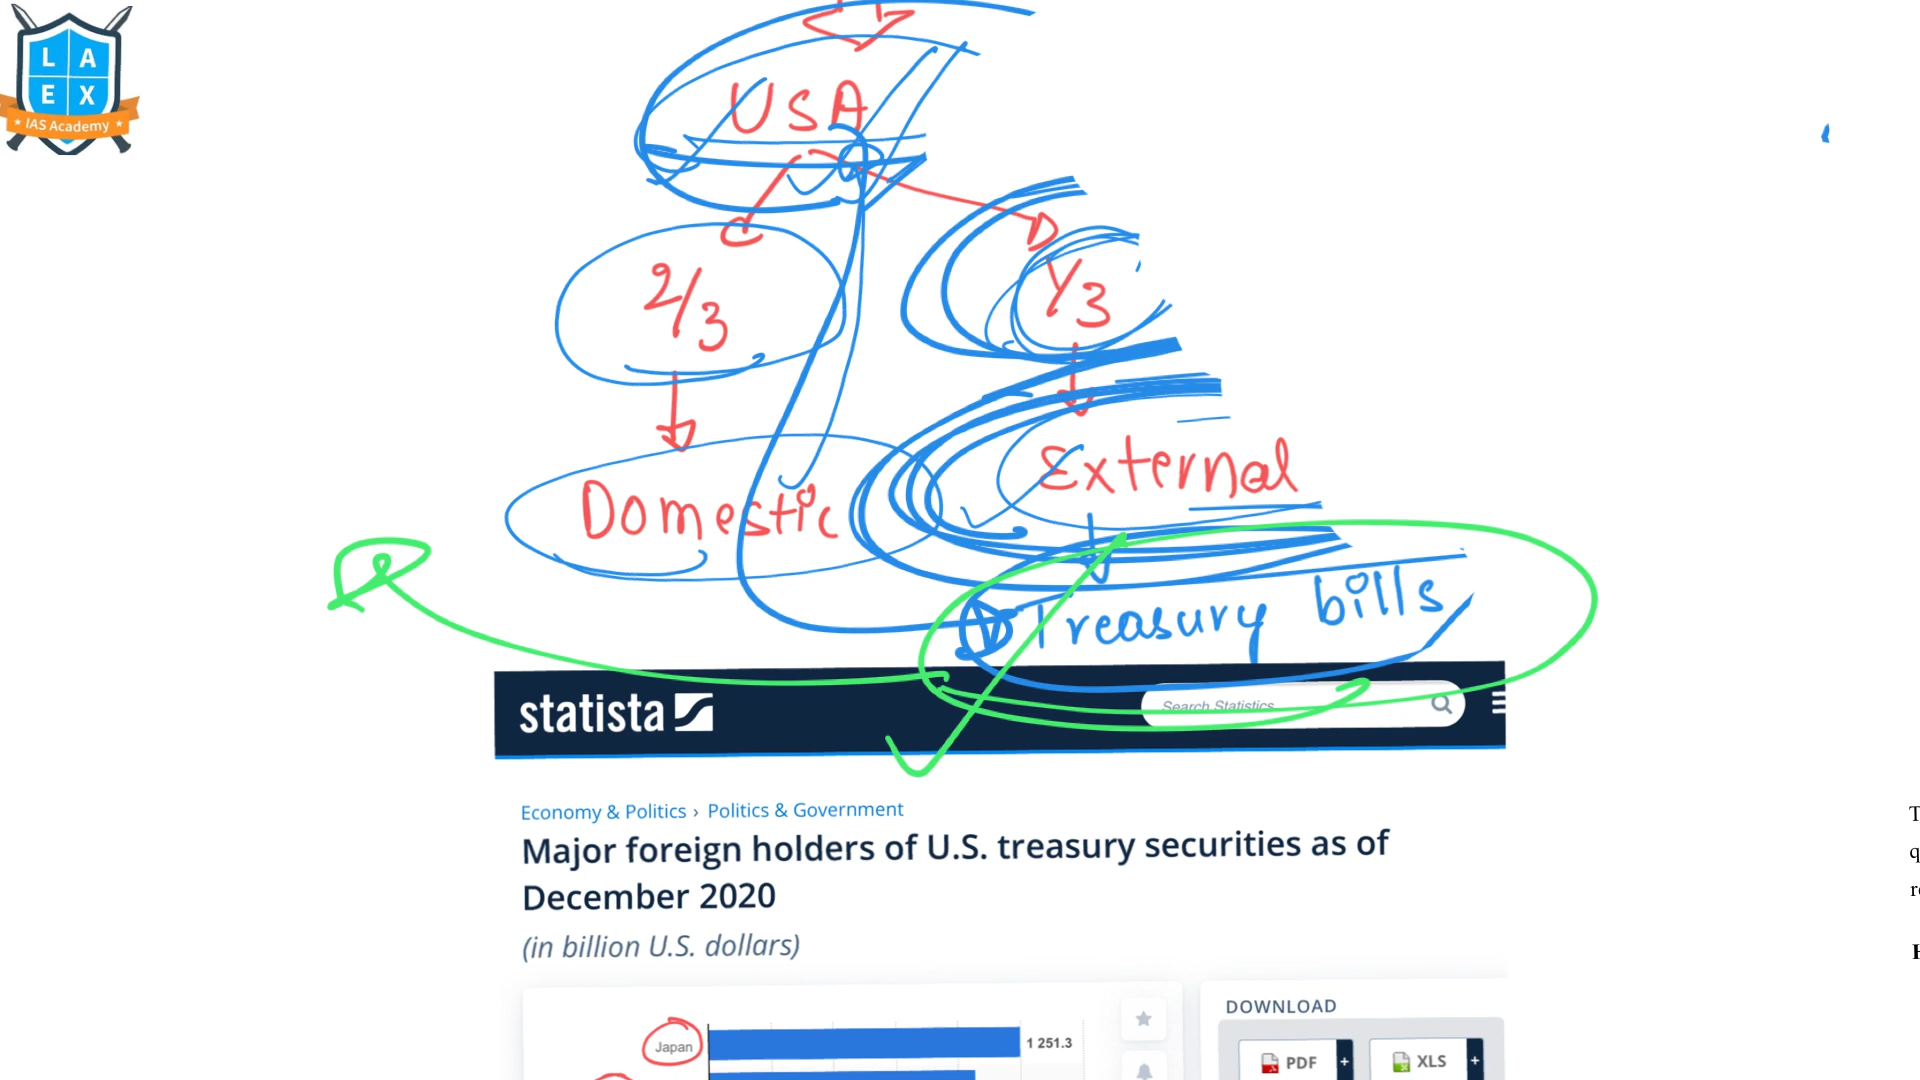 L A
E X
IAS Academy
USA
2/3
1/3
Domestic
External
Treasury bills
statista
Search Statistics
Economy & Politics › Politics & Government
Major foreign holders of U.S. treasury securities as of
December 2020
(in billion U.S. dollars)
DOWNLOAD
Japan
1 251.3
PDF +
XLS +